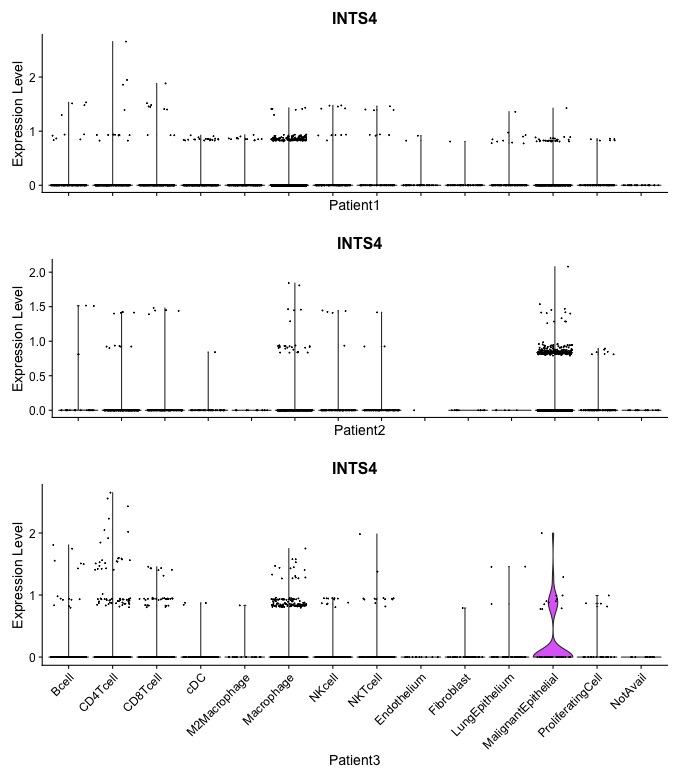 INTS4
Expression Level
2
1
0
Patient1
INTS4
Expression Level
2.0
1.5
1.0
0.5
0.0
Patient2
INTS4
Expression Level
2
1
0
Bcell
CD4Tcell
CD8Tcell
cDC
M2Macrophage
Macrophage
NKcell
NKTcell
Endothelium
Fibroblast
LungEpithelium
MalignantEpithelial
ProliferatingCell
NotAvail
Patient3